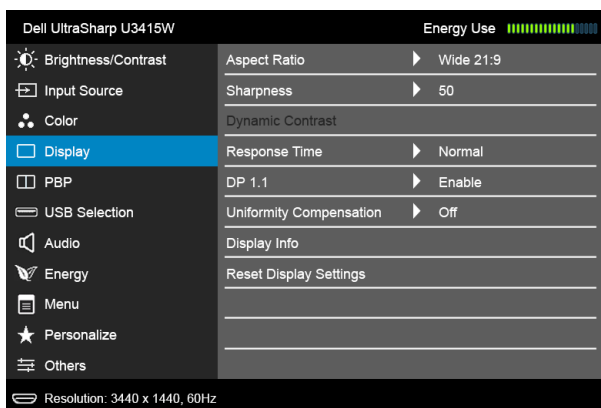 Dell UltraSharp U3415W Energy Use
Brightness/Contrast Aspect Ratio Wide 21:9
Input Source Sharpness 50
Color Dynamic Contrast
Display Response Time Normal
PBP DP 1.1 Enable
USB Selection Uniformity Compensation Off
Audio Display Info
Energy Reset Display Settings
Menu
Personalize
Others
Resolution: 3440 x 1440, 60Hz